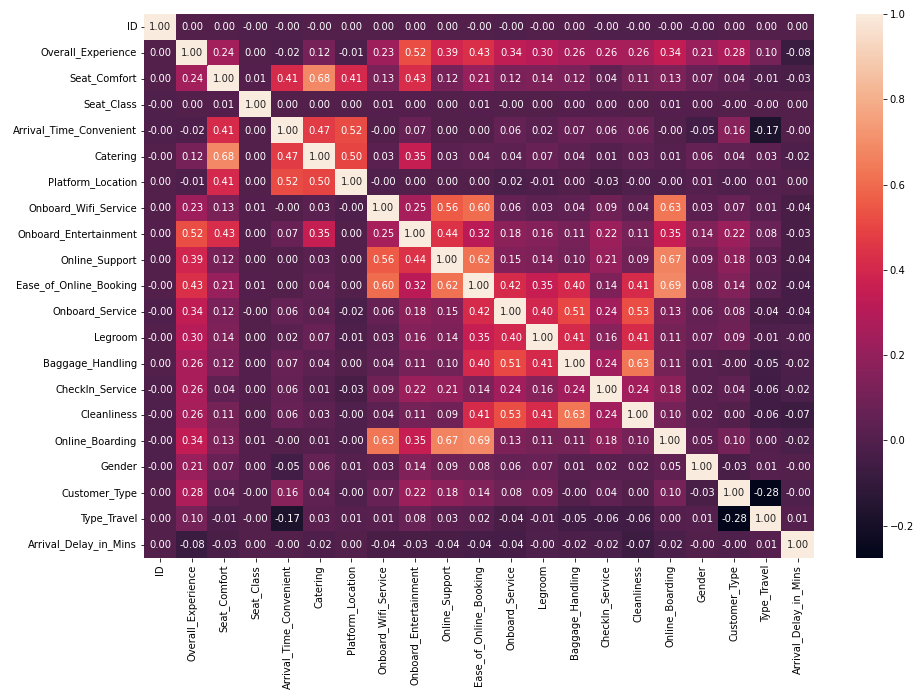 ID 1.00 0.00 0.00 -0.00 -0.00 -0.00 0.00 0.00 0.00 0.00 0.00 -0.00 -0.00 -0.00 0.00 -0.00 -0.00 -0.00 0.00 0.00 0.00
Overall_Experience 0.00 1.00 0.24 0.00 -0.02 0.12 -0.01 0.23 0.52 0.39 0.43 0.34 0.30 0.26 0.26 0.26 0.34 0.21 0.28 0.10 -0.08
Seat_Comfort 0.00 0.24 1.00 0.01 0.41 0.68 0.41 0.13 0.43 0.12 0.21 0.12 0.14 0.12 0.04 0.11 0.13 0.07 0.04 -0.01 -0.03
Seat_Class -0.00 0.00 0.01 1.00 0.00 0.00 0.00 0.01 0.00 0.00 0.01 -0.00 0.00 0.00 0.00 0.00 0.01 0.00 -0.00 -0.00 0.00
Arrival_Time_Convenient -0.00 -0.02 0.41 0.00 1.00 0.47 0.52 -0.00 0.07 0.00 0.00 0.06 0.02 0.07 0.06 0.06 -0.00 -0.05 0.16 -0.17 -0.00
Catering -0.00 0.12 0.68 0.00 0.47 1.00 0.50 0.03 0.35 0.03 0.04 0.04 0.07 0.04 0.01 0.03 0.01 0.06 0.04 0.03 -0.02
Platform_Location 0.00 -0.01 0.41 0.00 0.52 0.50 1.00 -0.00 0.00 0.00 0.00 -0.02 -0.01 0.00 -0.03 -0.00 -0.00 0.01 -0.00 0.01 0.00
Onboard_Wifi_Service 0.00 0.23 0.13 0.01 -0.00 0.03 -0.00 1.00 0.25 0.56 0.60 0.06 0.03 0.04 0.09 0.04 0.63 0.03 0.07 0.01 -0.04
Onboard_Entertainment 0.00 0.52 0.43 0.00 0.07 0.35 0.00 0.25 1.00 0.44 0.32 0.18 0.16 0.11 0.22 0.11 0.35 0.14 0.22 0.08 -0.03
Online_Support 0.00 0.39 0.12 0.00 0.00 0.03 0.00 0.56 0.44 1.00 0.62 0.15 0.14 0.10 0.21 0.09 0.67 0.09 0.18 0.03 -0.04
Ease_of_Online_Booking 0.00 0.43 0.21 0.01 0.00 0.04 0.00 0.60 0.32 0.62 1.00 0.42 0.35 0.40 0.14 0.41 0.69 0.08 0.14 0.02 -0.04
Onboard_Service -0.00 0.34 0.12 -0.00 0.06 0.04 -0.02 0.06 0.18 0.15 0.42 1.00 0.40 0.51 0.24 0.53 0.13 0.06 0.08 -0.04 -0.04
Legroom -0.00 0.30 0.14 0.00 0.02 0.07 -0.01 0.03 0.16 0.14 0.35 0.40 1.00 0.41 0.16 0.41 0.11 0.07 0.09 -0.01 0.00
Baggage_Handling -0.00 0.26 0.12 0.00 0.07 0.04 0.00 0.04 0.11 0.10 0.40 0.51 0.41 1.00 0.24 0.63 0.11 0.01 -0.00 -0.05 -0.02
CheckIn_Service 0.00 0.26 0.04 0.00 0.06 0.01 -0.03 0.09 0.22 0.21 0.14 0.24 0.16 0.24 1.00 0.24 0.18 0.02 0.04 -0.06 -0.02
Cleanliness -0.00 0.26 0.11 0.00 0.06 0.03 -0.00 0.04 0.11 0.09 0.41 0.53 0.41 0.63 0.24 1.00 0.10 0.02 0.00 -0.06 -0.07
Online_Boarding -0.00 0.34 0.13 0.01 -0.00 0.01 -0.00 0.63 0.35 0.67 0.69 0.13 0.11 0.11 0.18 0.10 1.00 0.05 0.10 0.00 -0.02
Gender -0.00 0.21 0.07 0.00 -0.05 0.06 0.01 0.03 0.14 0.09 0.08 0.06 0.07 0.01 0.02 0.02 0.05 1.00 -0.03 0.01 -0.00
Customer_Type 0.00 0.28 0.04 -0.00 0.16 0.04 -0.00 0.07 0.22 0.18 0.14 0.08 0.09 -0.00 0.04 0.00 0.10 -0.03 1.00 -0.28 -0.00
Type_Travel 0.00 0.10 -0.01 -0.00 -0.17 0.03 0.01 0.01 0.08 0.03 0.02 -0.04 -0.01 -0.05 -0.06 -0.06 0.00 0.01 -0.28 1.00 0.01
Arrival_Delay_in_Mins 0.00 -0.08 -0.03 0.00 -0.00 -0.02 0.00 -0.04 -0.03 -0.04 -0.04 -0.04 0.00 -0.02 -0.02 -0.07 -0.02 -0.00 -0.00 0.01 1.00
ID
Overall_Experience
Seat_Comfort
Seat_Class
Arrival_Time_Convenient
Catering
Platform_Location
Onboard_Wifi_Service
Onboard_Entertainment
Online_Support
Ease_of_Online_Booking
Onboard_Service
Legroom
Baggage_Handling
CheckIn_Service
Cleanliness
Online_Boarding
Gender
Customer_Type
Type_Travel
Arrival_Delay_in_Mins
1.0
0.8
0.6
0.4
0.2
0.0
−0.2